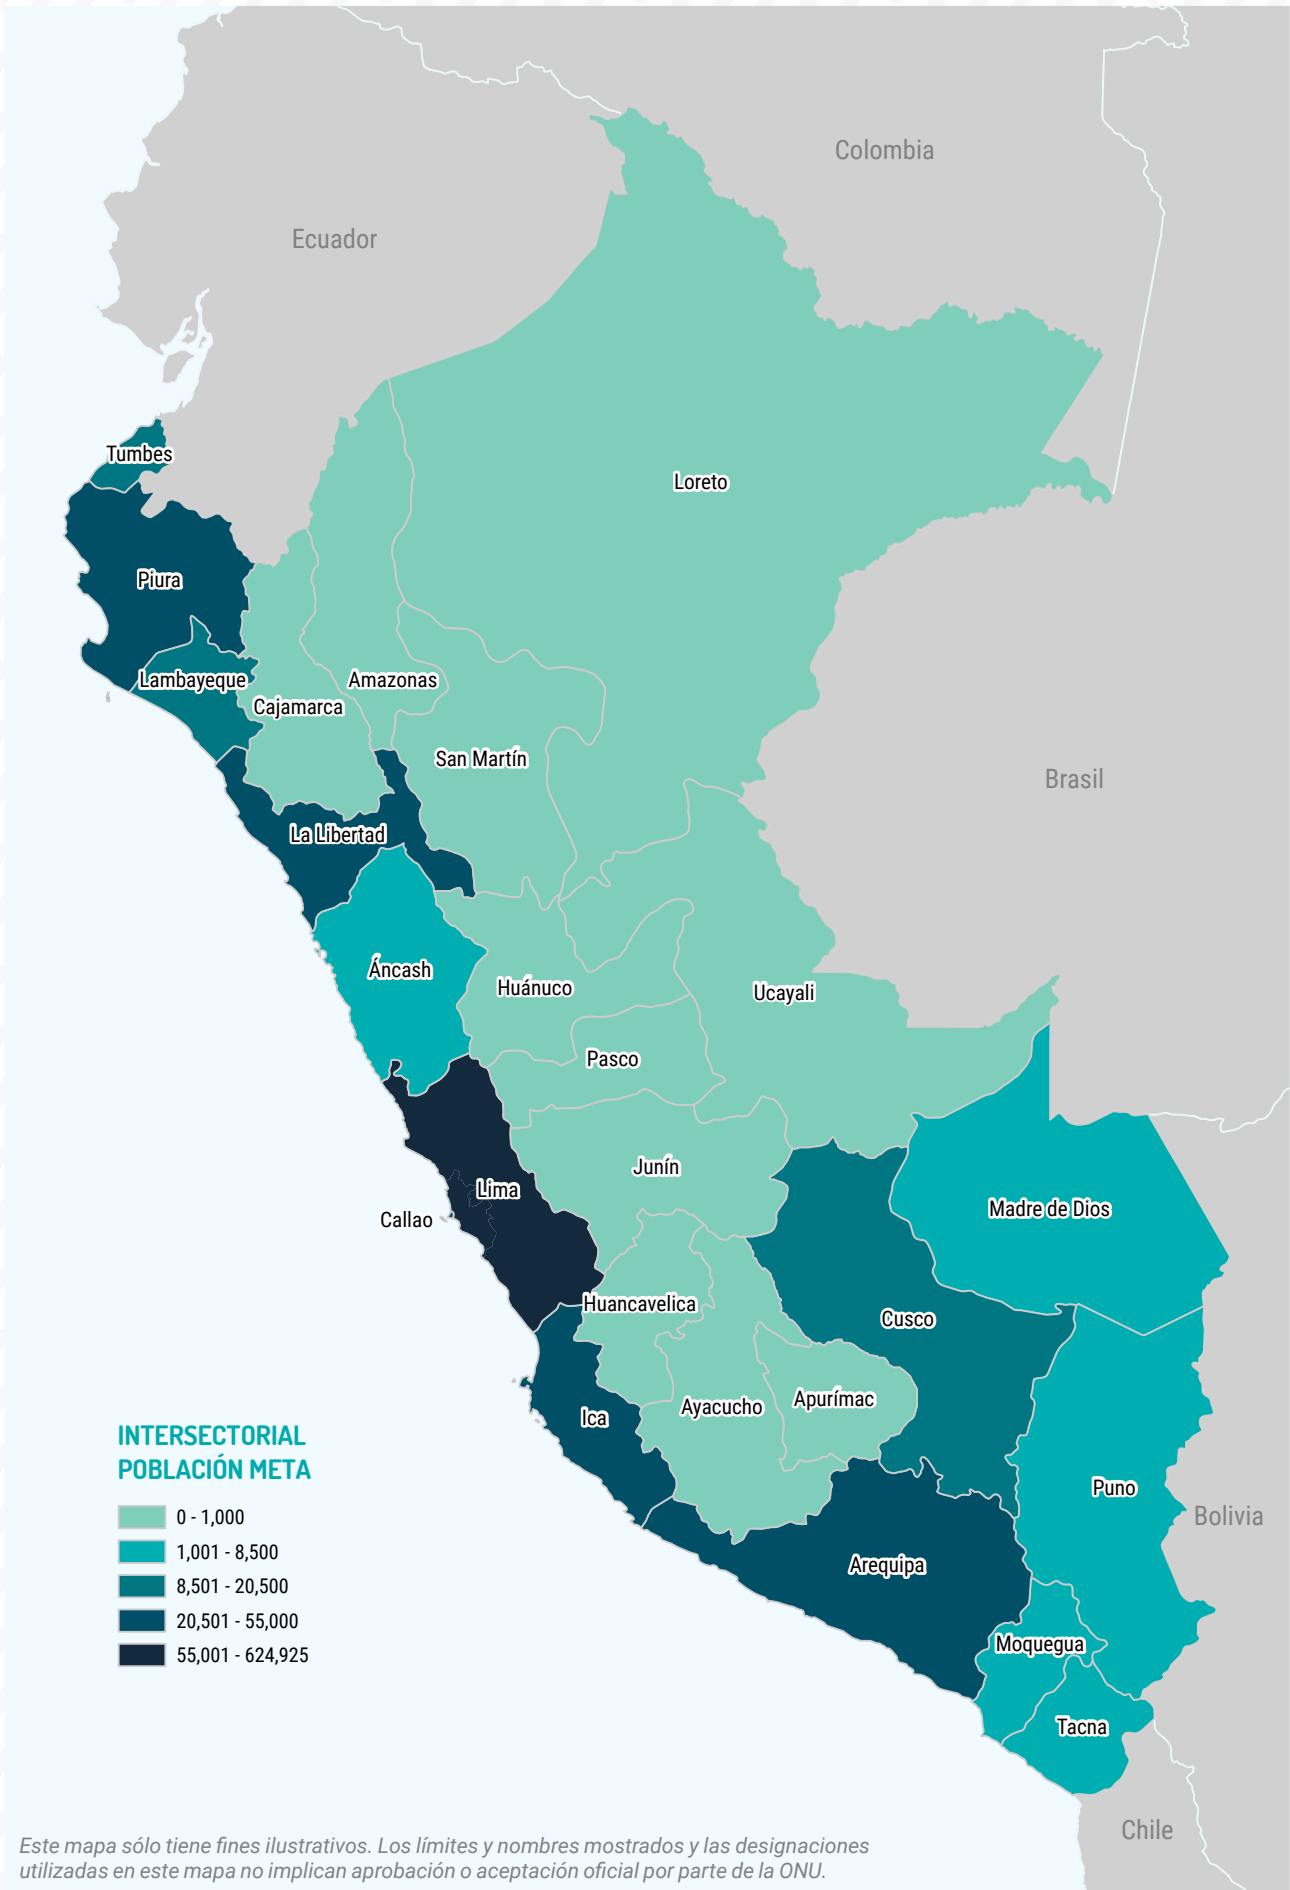 Colombia
Ecuador
Tumbes
Loreto
Piura
Lambayeque
Amazonas
Cajamarca
San Martín
Brasil
La Libertad
Áncash
Huánuco
Ucayali
Pasco
Junín
Lima
Madre de Dios
Callao
Huancavelica
Cusco
Apurímac
Ayacucho
Ica
INTERSECTORIAL
POBLACIÓN META
Puno
Bolivia
0 - 1,000
1,001 - 8,500
Arequipa
8,501 - 20,500
20,501 - 55,000
Moquegua
55,001 - 624,925
Tacna
Chile
Este mapa sólo tiene fines ilustrativos. Los límites y nombres mostrados y las designaciones
utilizadas en este mapa no implican aprobación o aceptación oficial por parte de la ONU.